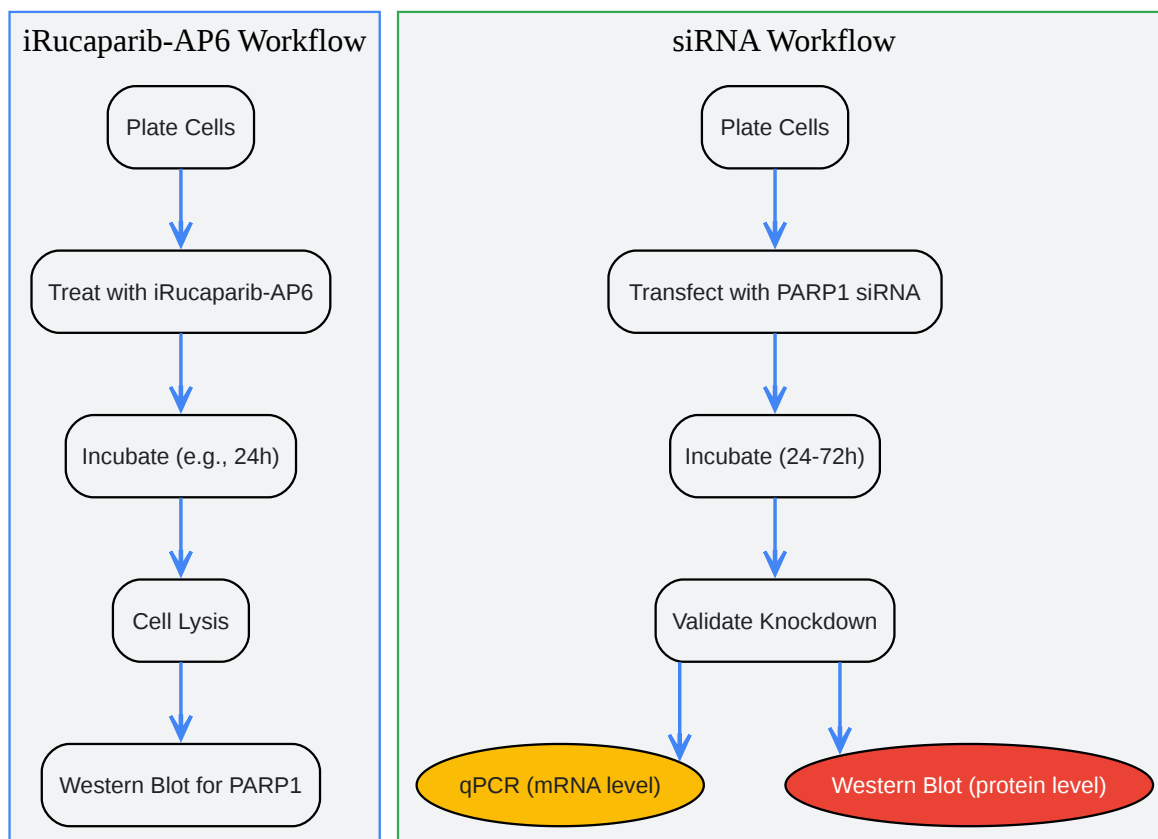 iRucaparib-AP6 Workflow
Plate Cells
Treat with iRucaparib-AP6
Incubate (e.g., 24h)
Cell Lysis
Western Blot for PARP1
siRNA Workflow
Plate Cells
Transfect with PARP1 siRNA
Incubate (24-72h)
Validate Knockdown
qPCR (mRNA level)
Western Blot (protein level)